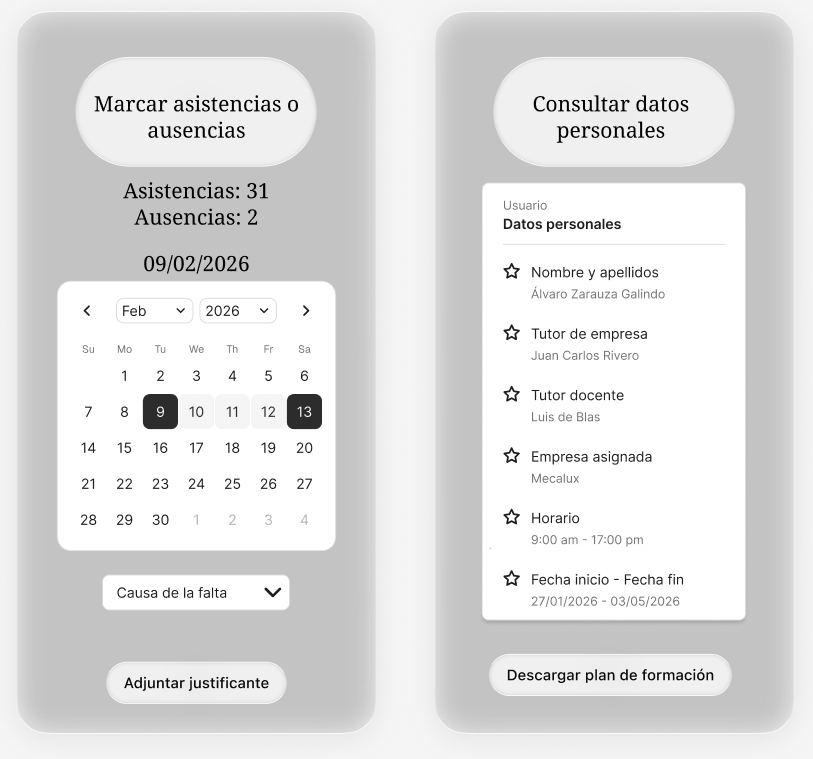 Marcar asistencias o
ausencias
Asistencias: 31
Ausencias: 2
09/02/2026
Feb 2026
Su Mo Tu We Th Fr Sa
1 2 3 4 5 6
7 8 9 10 11 12 13
14 15 16 17 18 19 20
21 22 23 24 25 26 27
28 29 30 1 2 3 4
Causa de la falta
Adjuntar justificante
Consultar datos
personales
Usuario
Datos personales
Nombre y apellidos
Álvaro Zarauza Galindo
Tutor de empresa
Juan Carlos Rivero
Tutor docente
Luis de Blas
Empresa asignada
Mecalux
Horario
9:00 am - 17:00 pm
Fecha inicio - Fecha fin
27/01/2026 - 03/05/2026
Descargar plan de formación